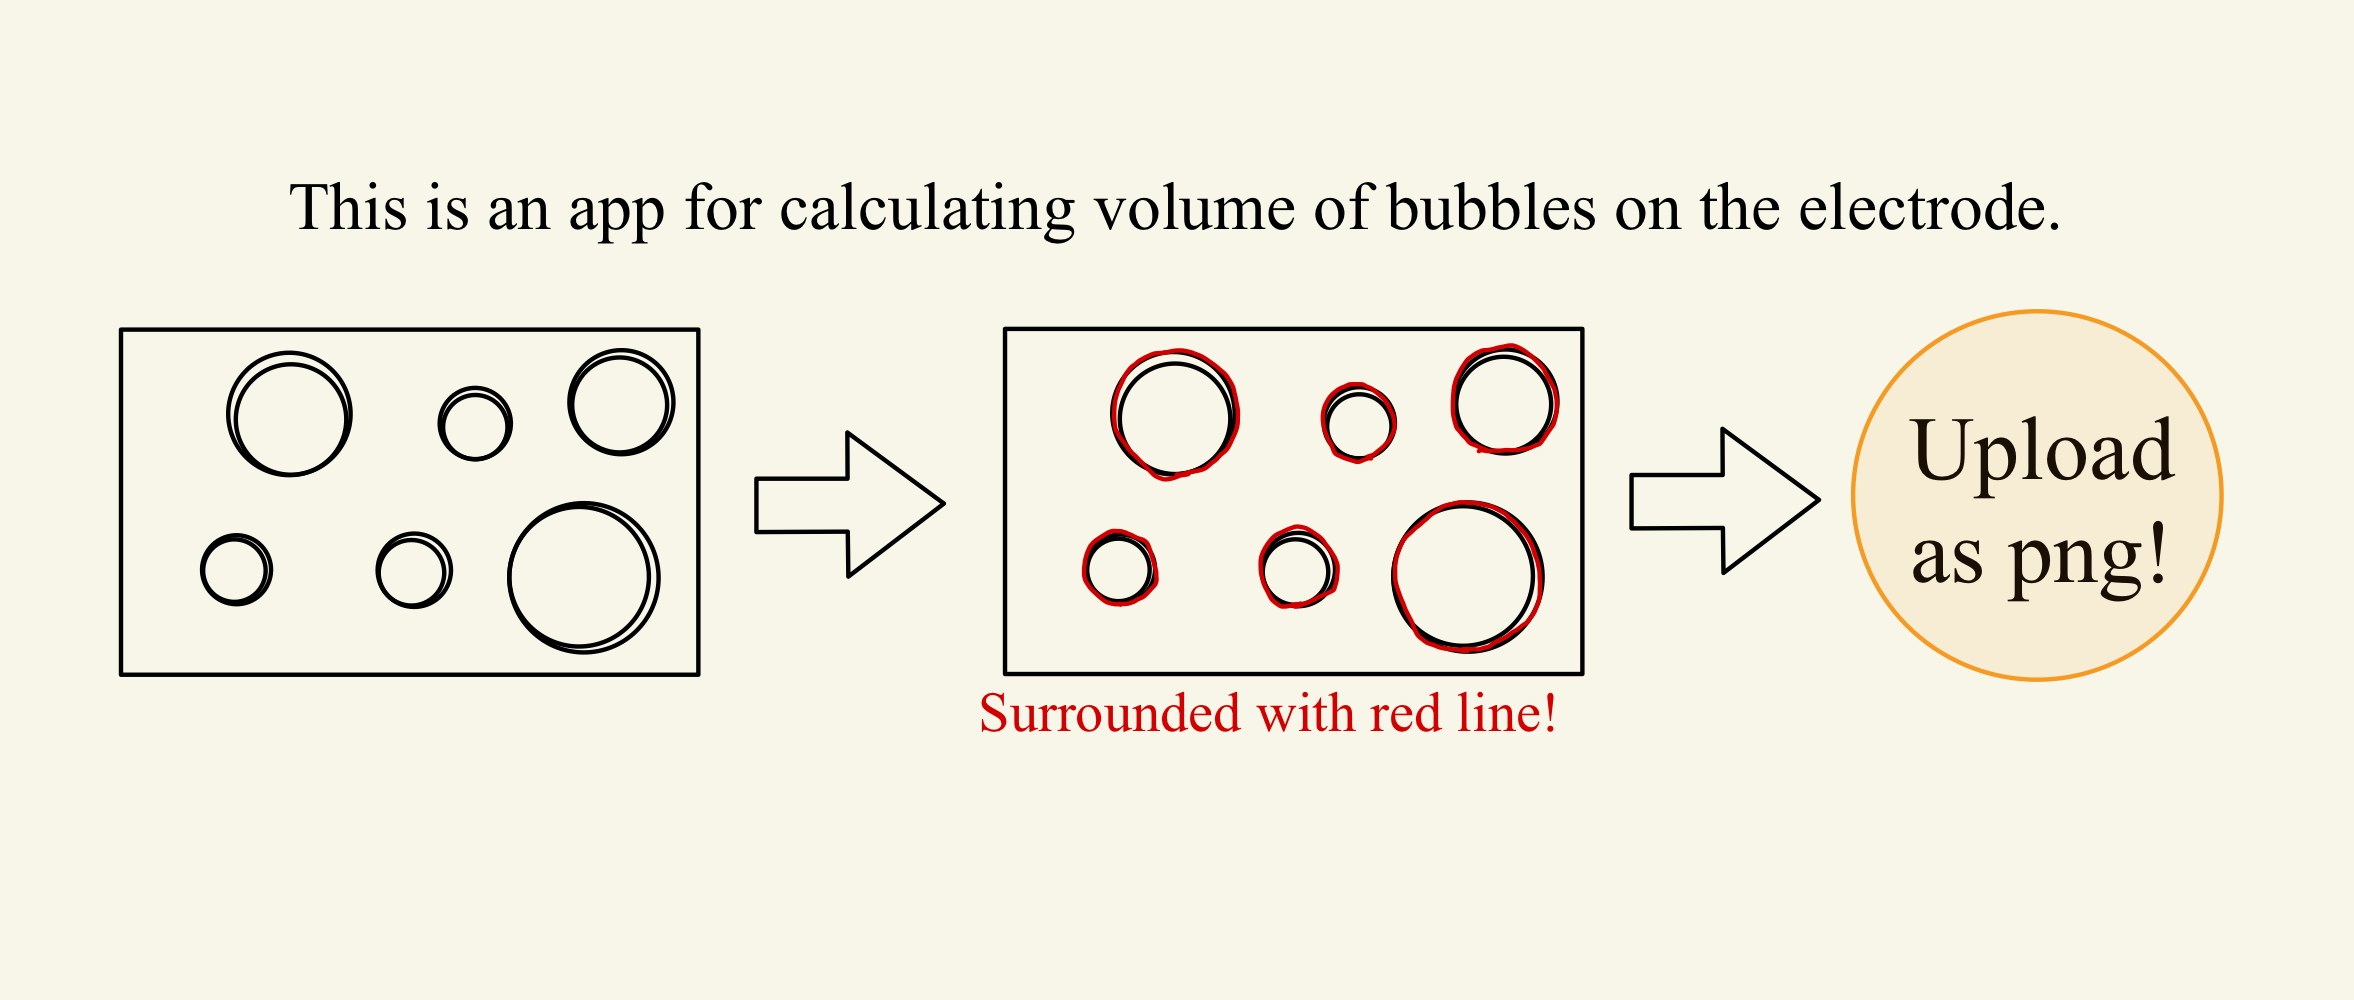 This is an app for calculating volume of bubbles on the electrode.
Upload
as png!
Surrounded with red line!